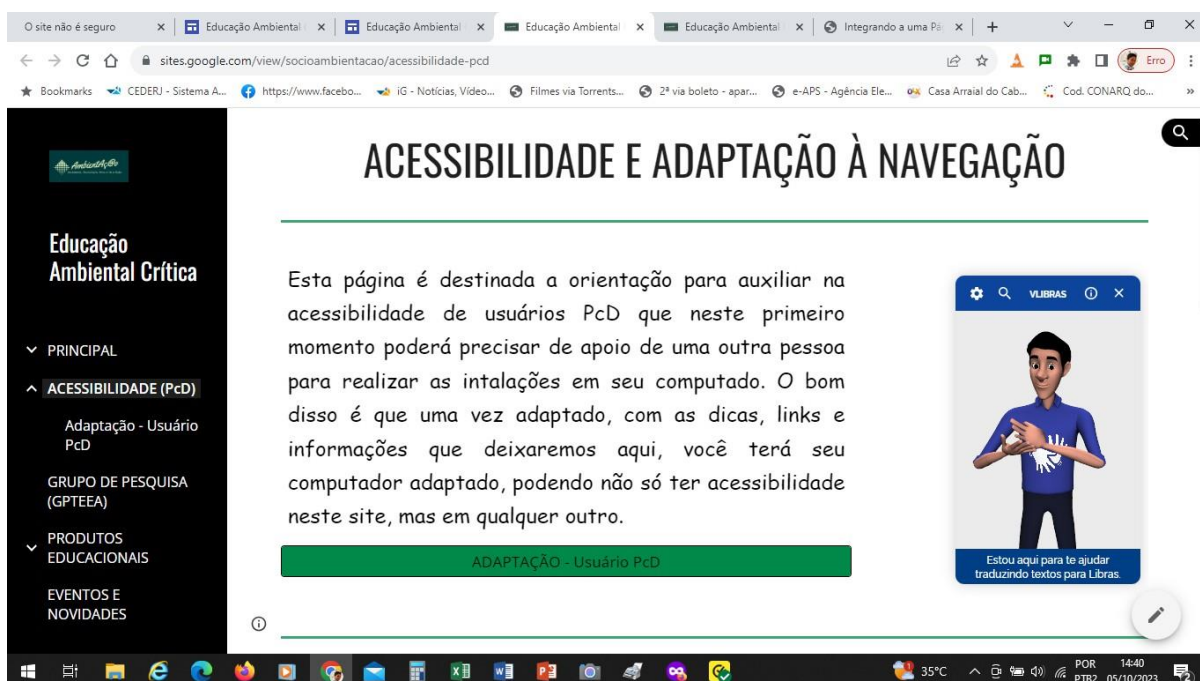 O site não é seguro
Educação Ambiental
Educação Ambiental
Educação Ambiental
Educação Ambiental
Integrando a uma Pá
sites.google.com/view/socioambientacao/acessibilidade-pcd
Erro
Bookmarks
CEDERJ - Sistema A...
https://www.facebo...
iG - Notícias, Vídeo...
Filmes via Torrents...
2ª via boleto - apar...
e-APS - Agência Ele...
Casa Arraial do Cab...
Cod. CONARQ do...
»
AmbientAÇÃo
Educação
Ambiental Crítica
PRINCIPAL
ACESSIBILIDADE (PcD)
Adaptação - Usuário
PcD
GRUPO DE PESQUISA
(GPTEEA)
PRODUTOS
EDUCACIONAIS
EVENTOS E
NOVIDADES
ACESSIBILIDADE E ADAPTAÇÃO À NAVEGAÇÃO
Esta página é destinada a orientação para auxiliar na
acessibilidade de usuários PcD que neste primeiro
momento poderá precisar de apoio de uma outra pessoa
para realizar as intalações em seu computado. O bom
disso é que uma vez adaptado, com as dicas, links e
informações que deixaremos aqui, você terá seu
computador adaptado, podendo não só ter acessibilidade
neste site, mas em qualquer outro.
ADAPTAÇÃO - Usuário PcD
VLIBRAS
Estou aqui para te ajudar
traduzindo textos para Libras.
35°C
POR
PTB2
14:40
05/10/2023
2